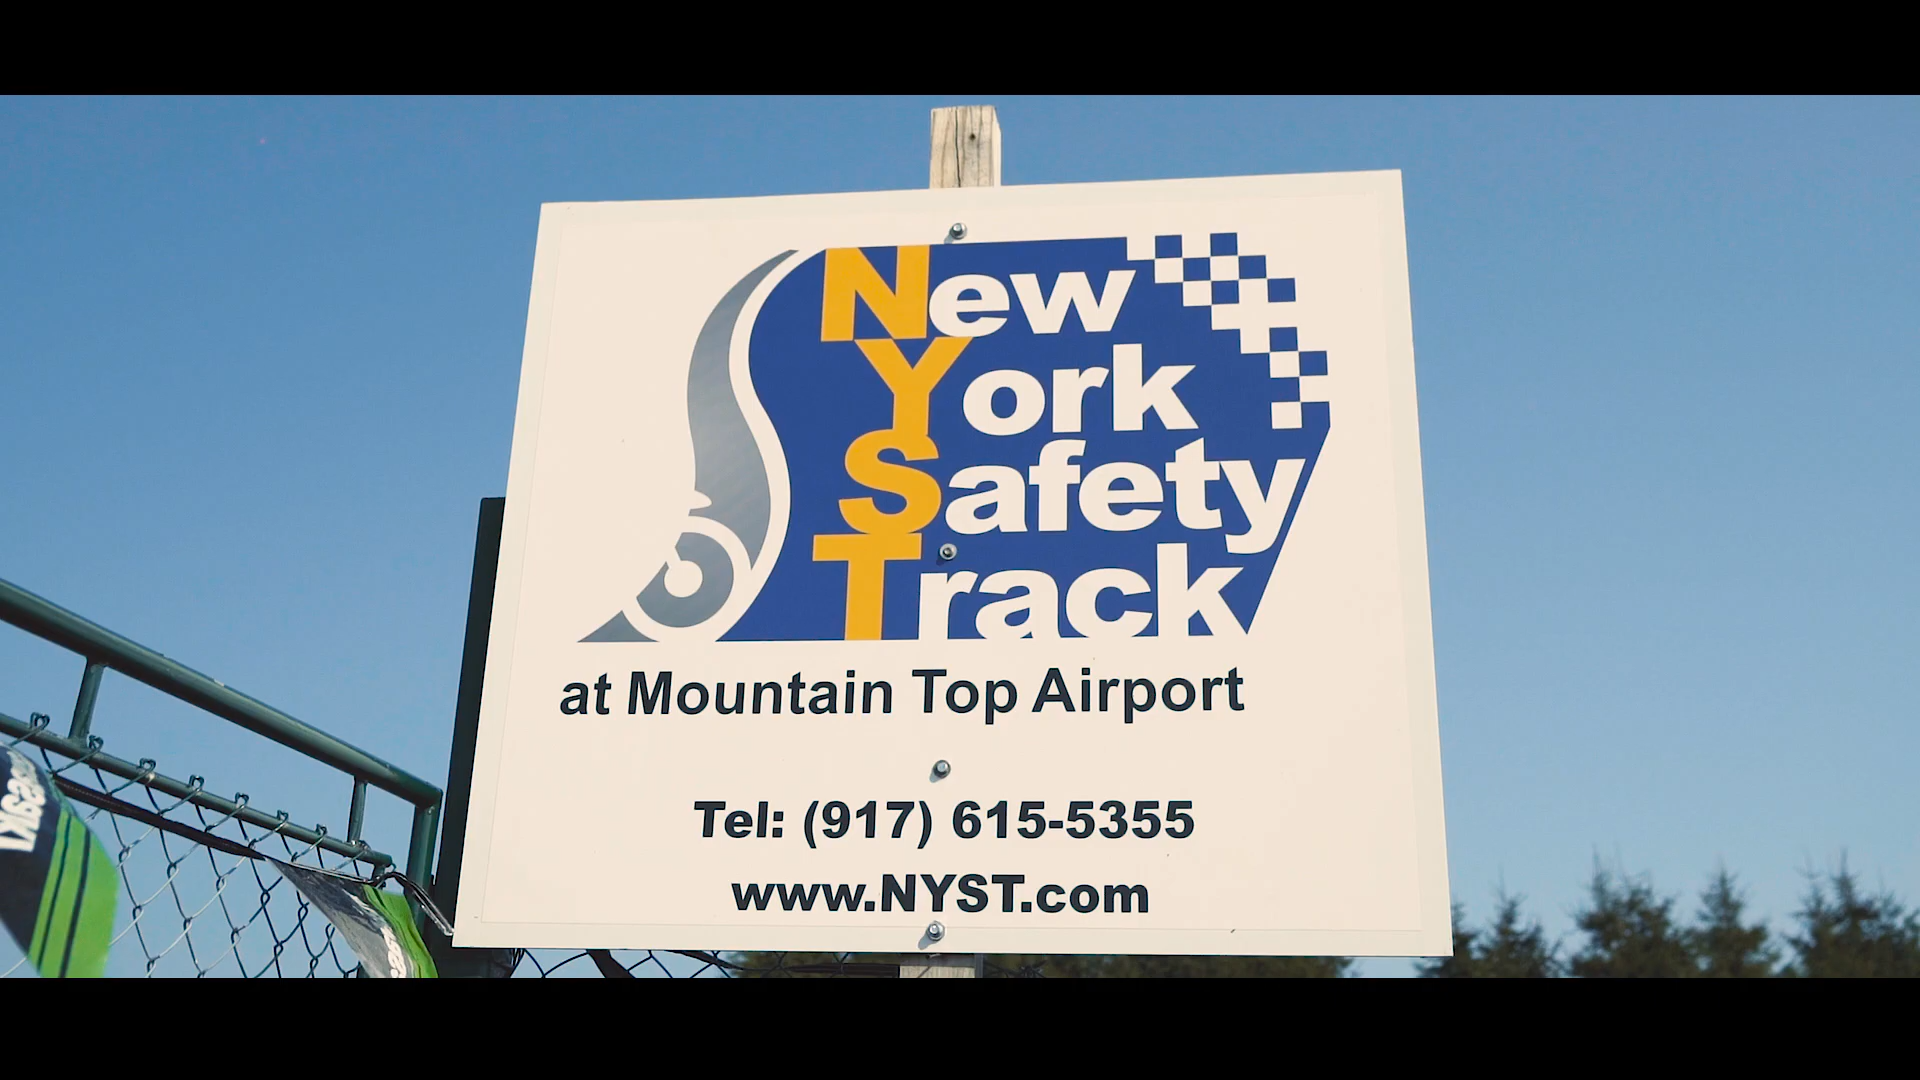 New
York
Safety
Track
at Mountain Top Airport
Tel: (917) 615-5355
www.NYST.com